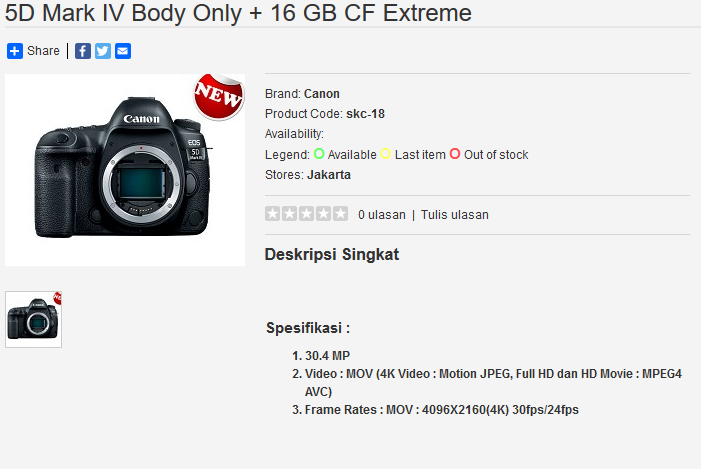 5D Mark IV Body Only + 16 GB CF Extreme
Share
NEW
Canon
EOS
5D
Mark IV
Brand: Canon
Product Code: skc-18
Availability:
Legend: Available Last item Out of stock
Stores: Jakarta
0 ulasan | Tulis ulasan
Deskripsi Singkat
Spesifikasi :
1. 30.4 MP
2. Video : MOV (4K Video : Motion JPEG, Full HD dan HD Movie : MPEG4
AVC)
3. Frame Rates : MOV : 4096X2160(4K) 30fps/24fps